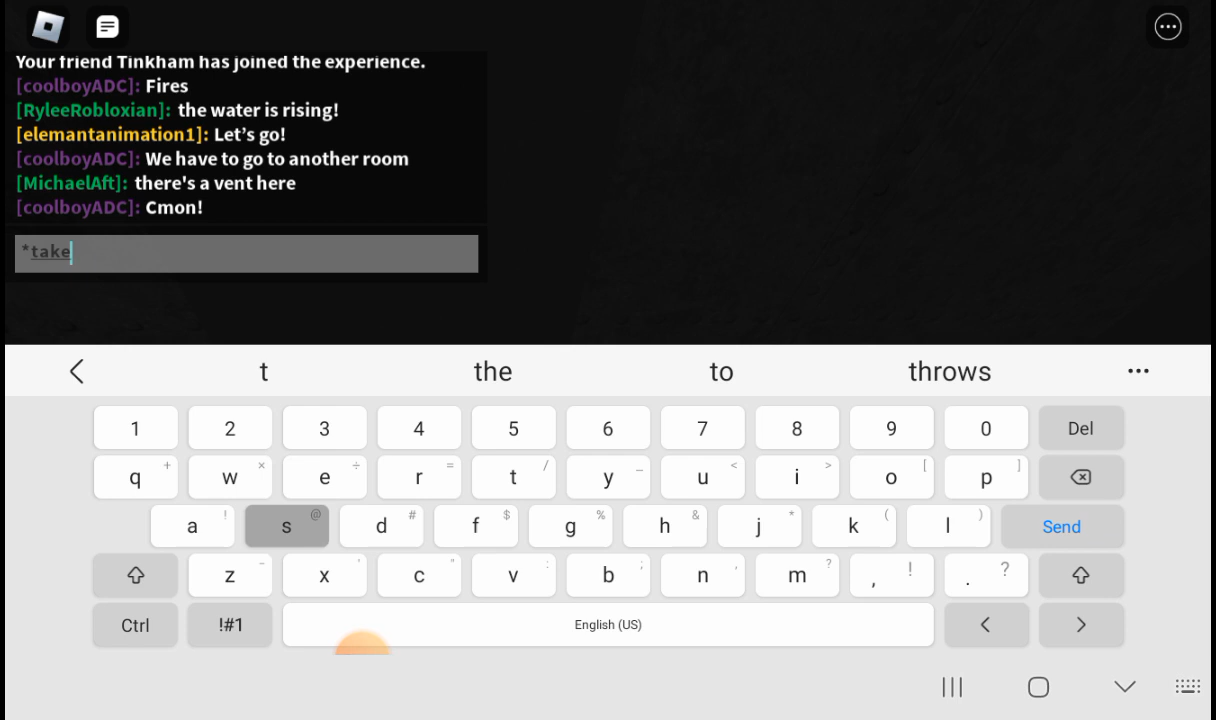 Your friend Tinkham has joined the experience.
[coolboyADC]: Fires
[RyleeRobloxian]: the water is rising!
[elemantanimation1]: Let's go!
[coolboyADC]: We have to go to another room
[MichaelAft]: there's a vent here
[coolboyADC]: Cmon!
*take
t the to throws
1 2 3 4 5 6 7 8 9 0 Del
q + w × e ÷ r = t / y _ u < i > o [ p ]
a ! s @ d # f $ g % h & j * k ( l ) Send
z - x ' c " v : b ; n , m ? , ! . ?
Ctrl !#1 English (US) < >